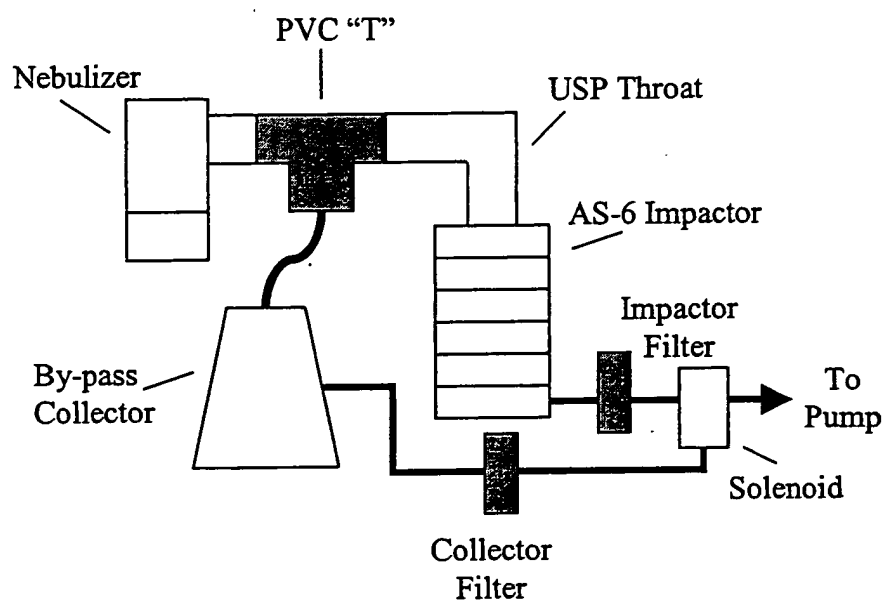 PVC “T”
Nebulizer
USP Throat
AS-6 Impactor
Impactor
Filter
By-pass
Collector
To
Pump
Solenoid
Collector
Filter